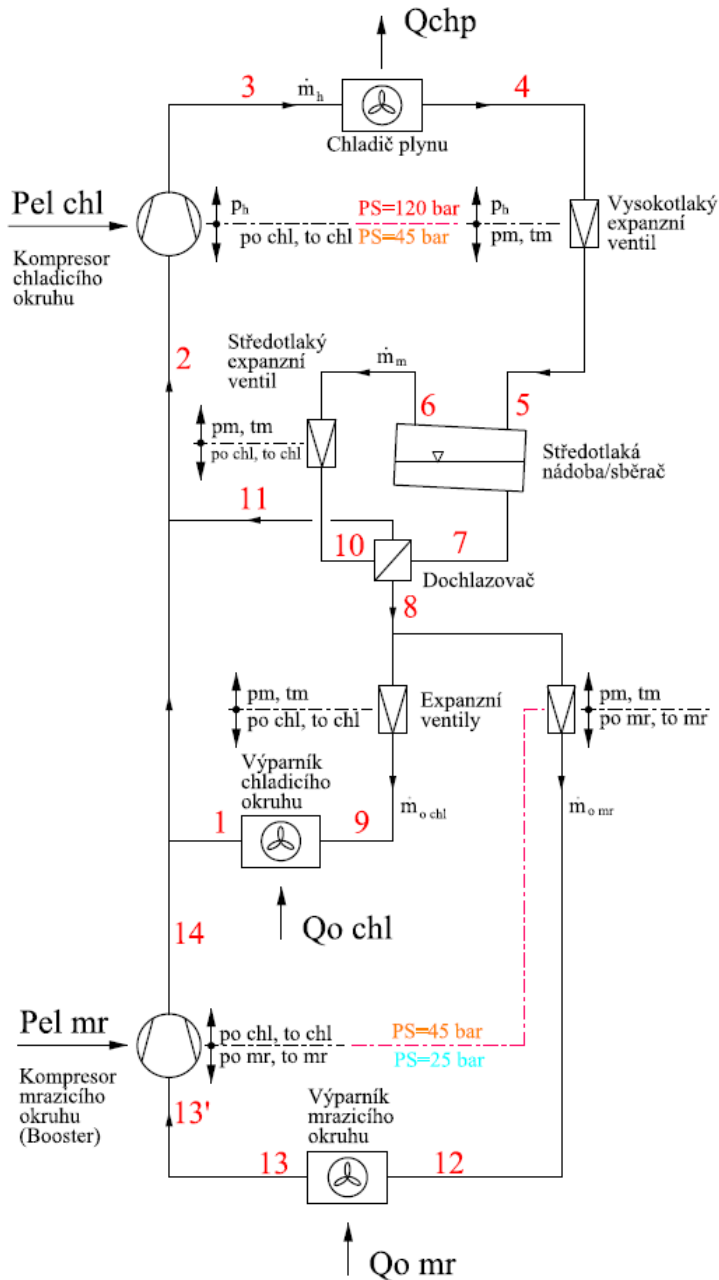 Qchp
3
ṁh
4
Chladič plynu
Pel chl
Kompresor
chladicího
okruhu
ph
po chl, to chl
PS=120 bar
PS=45 bar
ph
pm, tm
Vysokotlaký
expanzní
ventil
2
Středotlaký
expanzní
ventil
ṁm
6
5
pm, tm
po chl, to chl
Středotlaká
nádoba/sběrač
11
10
7
Dochlazovač
8
pm, tm
po chl, to chl
Expanzní
ventily
pm, tm
po mr, to mr
Výparník
chladicího
okruhu
1
9
ṁo chl
ṁo mr
Qo chl
14
Pel mr
Kompresor
mrazicího
okruhu
(Booster)
po chl, to chl
po mr, to mr
PS=45 bar
PS=25 bar
13'
Výparník
mrazicího
okruhu
13
12
Qo mr